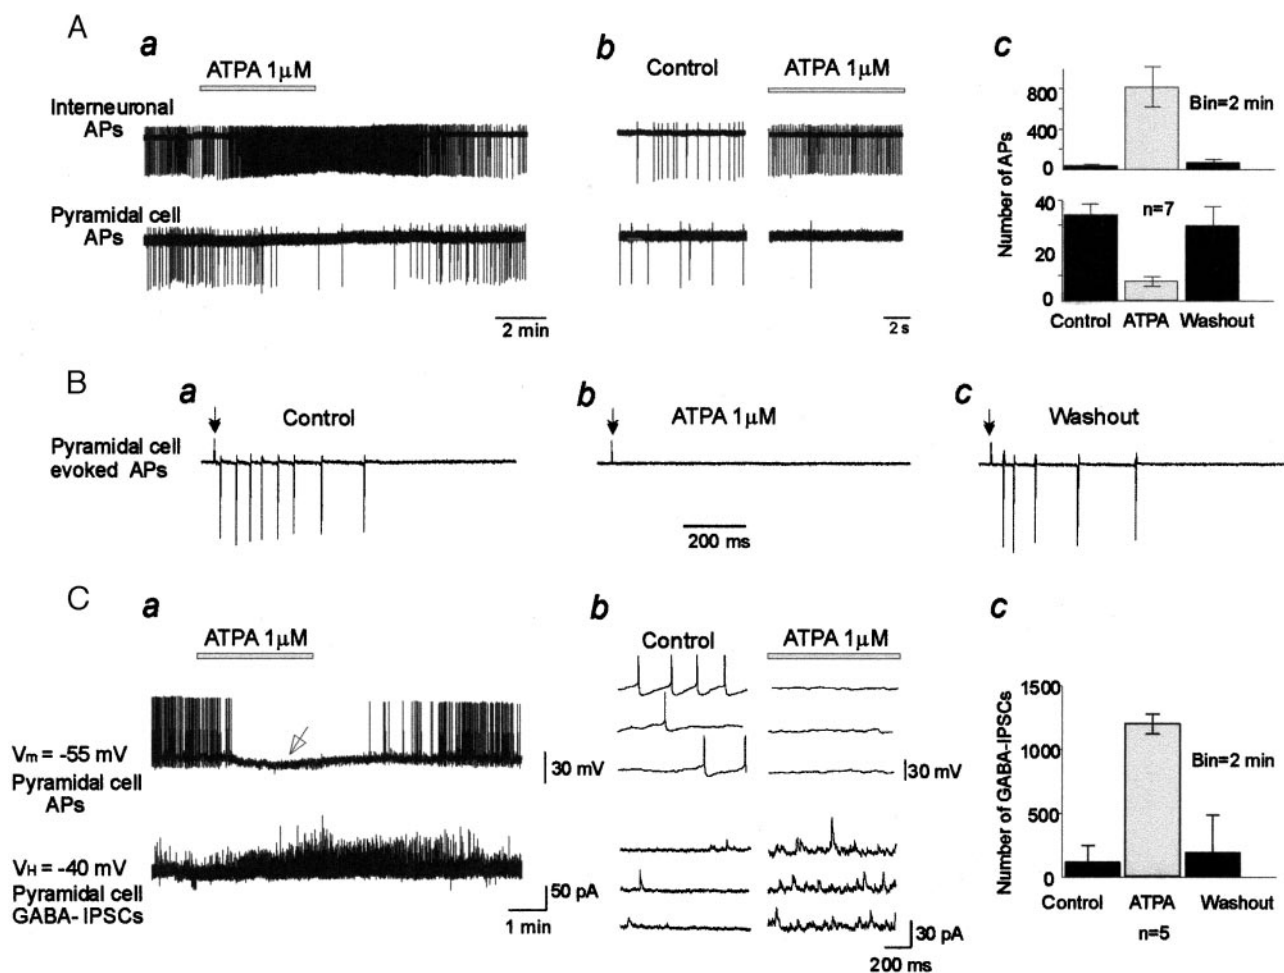 A
a
ATPA 1μM
Interneuronal
APs
Pyramidal cell
APs
2 min
b
Control
ATPA 1μM
2 s
c
Number of APs
800
400
0
Bin=2 min
40
20
0
n=7
Control ATPA Washout
B
a
Control
Pyramidal cell
evoked APs
b
ATPA 1μM
200 ms
c
Washout
C
a
ATPA 1μM
Vm = -55 mV
Pyramidal cell
APs
30 mV
VH = -40 mV
Pyramidal cell
GABA- IPSCs
50 pA
1 min
b
Control
ATPA 1μM
30 mV
30 pA
200 ms
c
Number of GABA-IPSCs
1500
1000
500
0
Bin=2 min
Control ATPA Washout
n=5